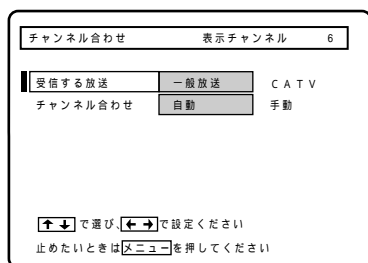 チャンネル合わせ 表示チャンネル 6
受信する放送 一般放送 CATV
チャンネル合わせ 自動 手動
↑↓で選び、←→で設定ください
止めたいときはメニューを押してください